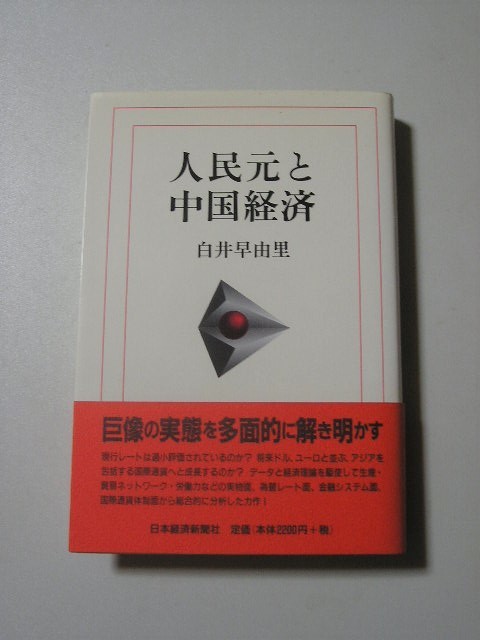 人民元と
中国経済
白井早由里
巨像の実態を多面的に解き明かす
現行レートは過小評価されているのか? 将来ドル、ユーロと並ぶ、アジアを
包括する国際通貨へと成長するのか? データと経済理論を駆使して生産・
貿易ネットワーク・労働力などの実物面、為替レート面、金融システム面、
国際通貨体制面から総合的に分析した力作!
日本経済新聞社 定価(本体2200円+税)